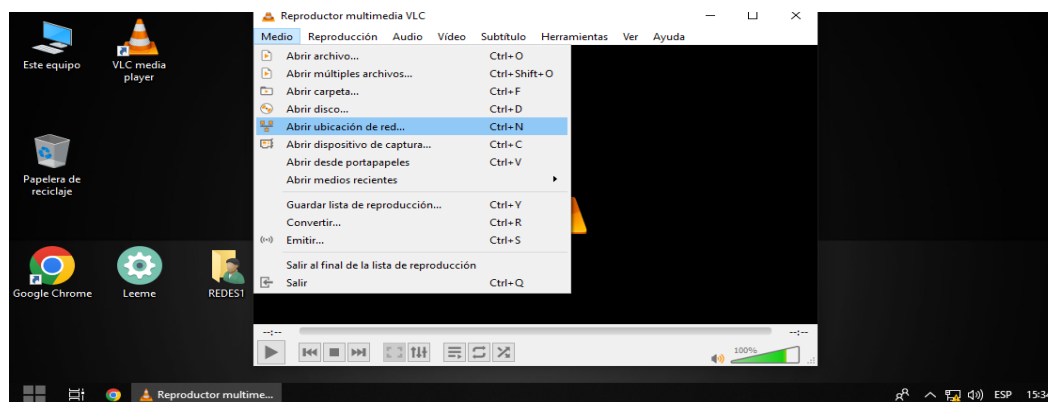 Reproductor multimedia VLC
Medio Reproducción Audio Vídeo Subtítulo Herramientas Ver Ayuda
Abrir archivo... Ctrl+O
Abrir múltiples archivos... Ctrl+Shift+O
Abrir carpeta... Ctrl+F
Abrir disco... Ctrl+D
Abrir ubicación de red... Ctrl+N
Abrir dispositivo de captura... Ctrl+C
Abrir desde portapapeles Ctrl+V
Abrir medios recientes
Guardar lista de reproducción... Ctrl+Y
Convertir... Ctrl+R
Emitir... Ctrl+S
Salir al final de la lista de reproducción
Salir Ctrl+Q
Este equipo
VLC media
player
Papelera de
reciclaje
Google Chrome
Leeme
REDES1
--:-- --:--
100%
Reproductor multime...
ESP 15:34